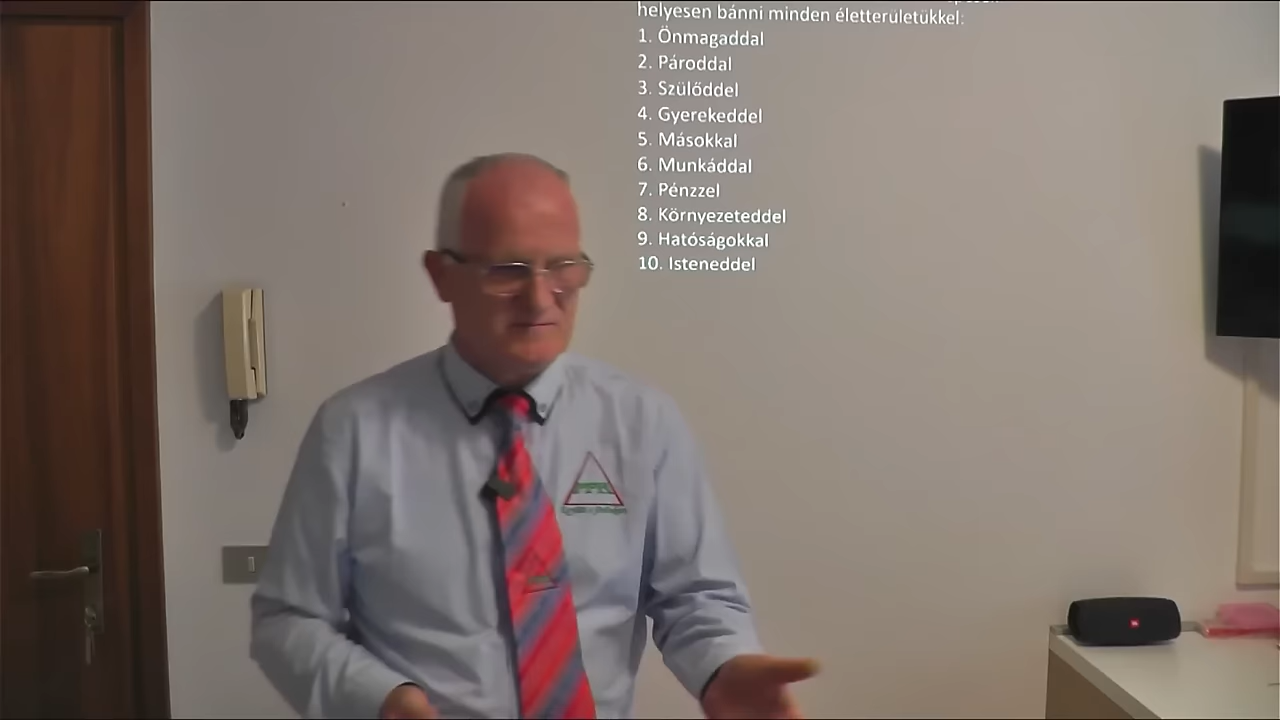 helyesen bánni minden életterületükkel:
1. Önmagaddal
2. Pároddal
3. Szülőddel
4. Gyerekeddel
5. Másokkal
6. Munkáddal
7. Pénzzel
8. Környezeteddel
9. Hatóságokkal
10. Isteneddel